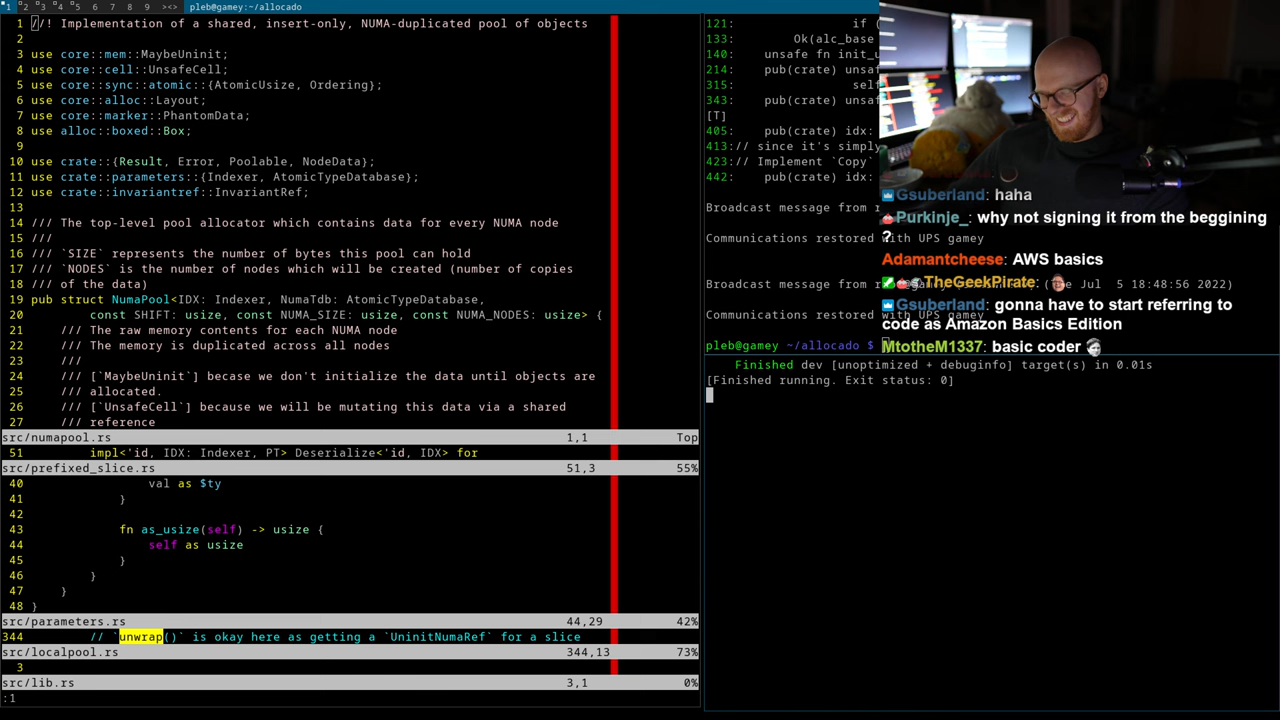 1 2 3 4 5 6 7 8 9 ><> pleb@gamey:~/allocado
1 //! Implementation of a shared, insert-only, NUMA-duplicated pool of objects
2
3 use core::mem::MaybeUninit;
4 use core::cell::UnsafeCell;
5 use core::sync::atomic::{AtomicUsize, Ordering};
6 use core::alloc::Layout;
7 use core::marker::PhantomData;
8 use alloc::boxed::Box;
9
10 use crate::{Result, Error, Poolable, NodeData};
11 use crate::parameters::{Indexer, AtomicTypeDatabase};
12 use crate::invariantref::InvariantRef;
13
14 /// The top-level pool allocator which contains data for every NUMA node
15 ///
16 /// `SIZE` represents the number of bytes this pool can hold
17 /// `NODES` is the number of nodes which will be created (number of copies
18 /// of the data)
19 pub struct NumaPool<IDX: Indexer, NumaTdb: AtomicTypeDatabase,
20 const SHIFT: usize, const NUMA_SIZE: usize, const NUMA_NODES: usize> {
21 /// The raw memory contents for each NUMA node
22 /// The memory is duplicated across all nodes
23 ///
24 /// [`MaybeUninit`] becase we don't initialize the data until objects are
25 /// allocated.
26 /// [`UnsafeCell`] because we will be mutating this data via a shared
27 /// reference
src/numapool.rs 1,1 Top
51 impl<'id, IDX: Indexer, PT> Deserialize<'id, IDX> for
src/prefixed_slice.rs 51,3 55%
40 val as $ty
41 }
42
43 fn as_usize(self) -> usize {
44 self as usize
45 }
46 }
47 }
48 }
src/parameters.rs 44,29 42%
344 // `unwrap()` is okay here as getting a `UninitNumaRef` for a slice
src/localpool.rs 344,13 73%
3
src/lib.rs 3,1 0%
:1
121: if (
133: Ok(alc_base
140: unsafe fn init_u
214: pub(crate) unsa
315: sel
343: pub(crate) unsa
[T]
405: pub(crate) idx:
413:// since it's simply
423:// Implement `Copy`
442: pub(crate) idx:
Broadcast message from r
Communications restored with UPS gamey
Broadcast message from (Tue Jul 5 18:48:56 2022)
Communications restored with UPS gamey
pleb@gamey ~/allocado $
Gsuberland: haha
Purkinje_: why not signing it from the beggining
?
Adamantcheese: AWS basics
TheGeekPirate:
Gsuberland: gonna have to start referring to
code as Amazon Basics Edition
MtotheM1337: basic coder
Finished dev [unoptimized + debuginfo] target(s) in 0.01s
[Finished running. Exit status: 0]